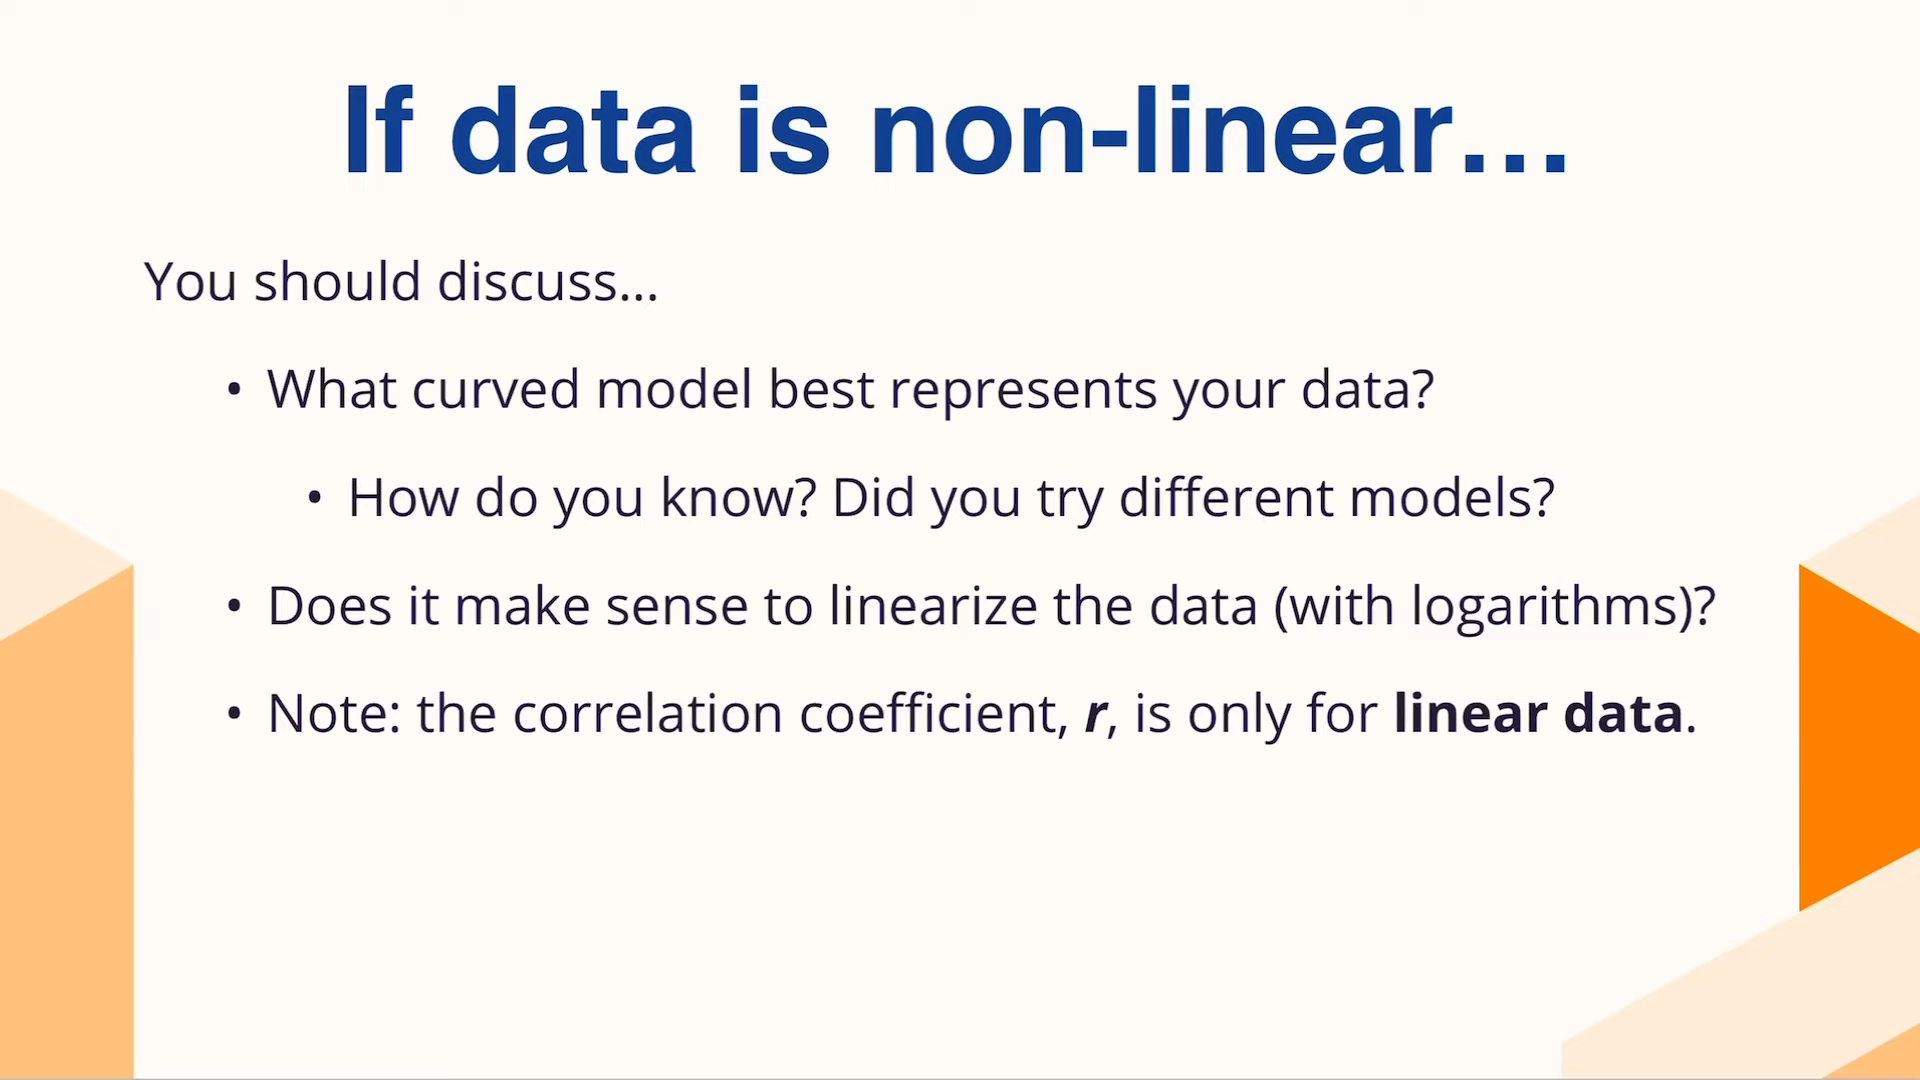 If data is non-linear…
You should discuss…
• What curved model best represents your data?
• How do you know? Did you try different models?
• Does it make sense to linearize the data (with logarithms)?
• Note: the correlation coefficient, r, is only for linear data.